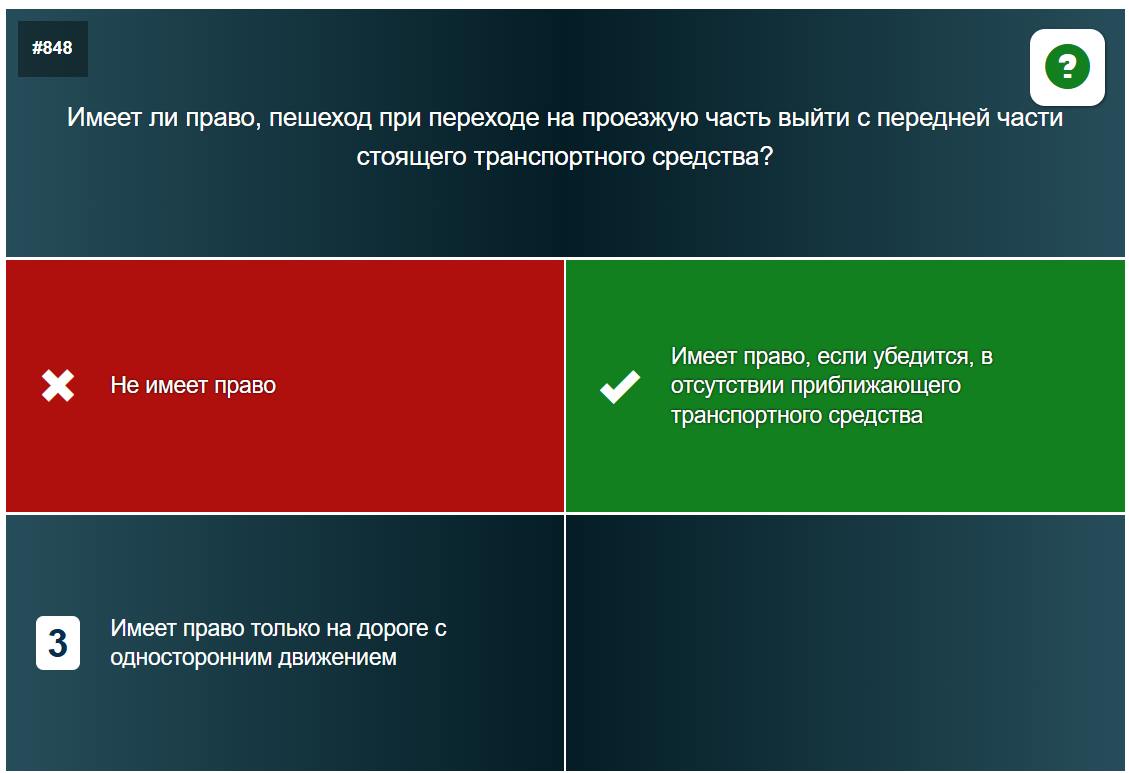 #848
?
Имеет ли право, пешеход при переходе на проезжую часть выйти с передней части
стоящего транспортного средства?
Не имеет право
Имеет право, если убедится, в
отсутствии приближающего
транспортного средства
3
Имеет право только на дороге с
односторонним движением